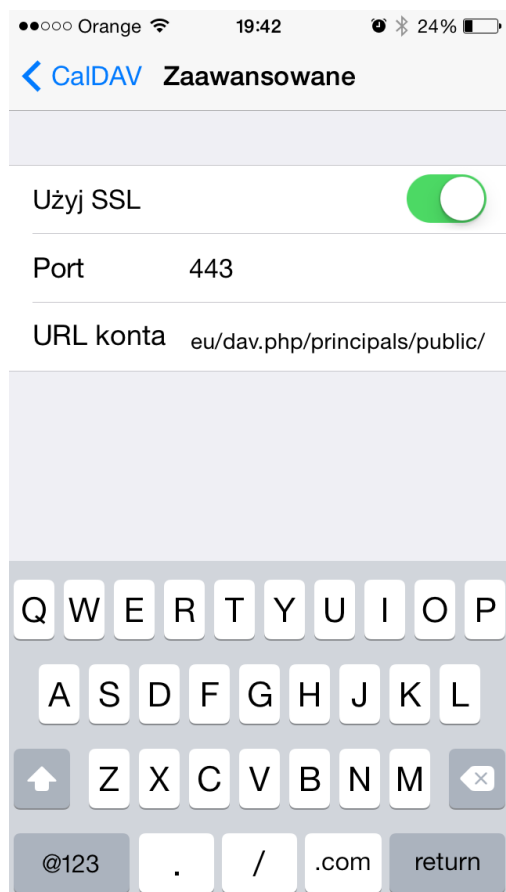 Orange 19:42 24%
CalDAV Zaawansowane
Użyj SSL
Port 443
URL konta eu/dav.php/principals/public/
Q W E R T Y U I O P
A S D F G H J K L
Z X C V B N M
@123 . / .com return